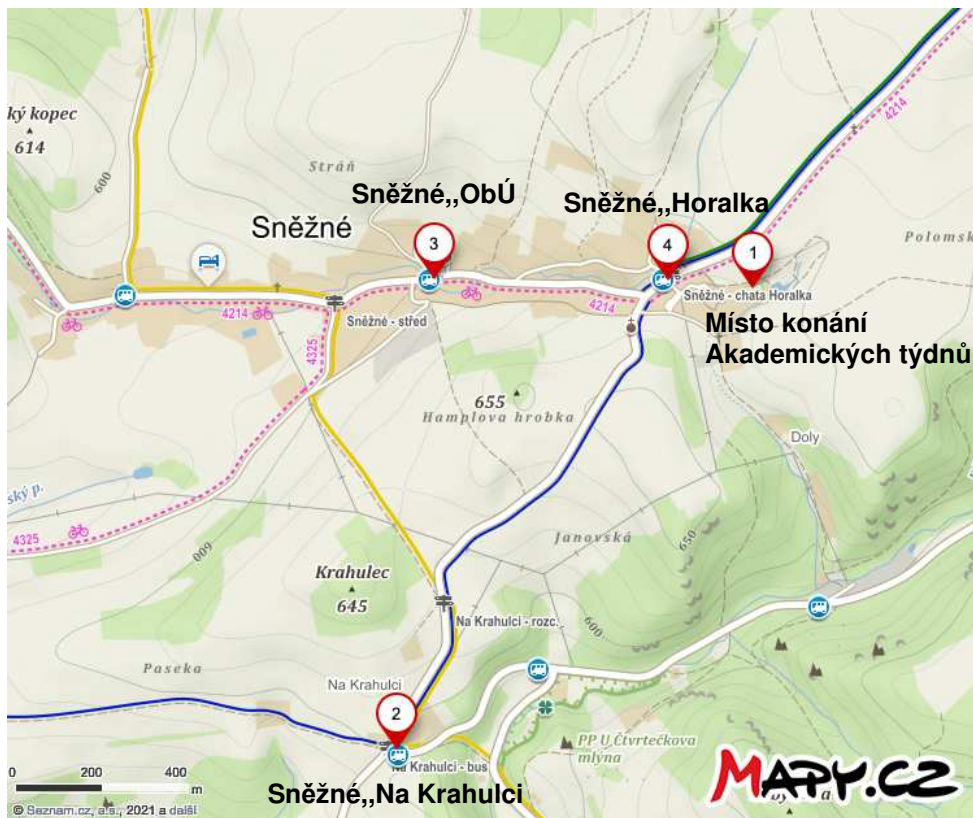 ký kopec
614
600
Stráň
4214
Sněžné,,ObÚ
Sněžné,,Horalka
Sněžné
3
4
1
Polomsk
Sněžné - chata Horalka
4214
4214
Sněžné - střed
4325
Místo konání
Akademických týdnů
655
Hamplova hrobka
Doly
ský p.
4325
600
Janovská
650
Krahulec
645
600
Na Krahulci - rozc.
Paseka
Na Krahulci
2
PP U Čtvrtečkova
mlýna
Na Krahulci - bus
0 200 400
m
Sněžné,,Na Krahulci
MAPY.CZ
© Seznam.cz, a.s., 2021 a další